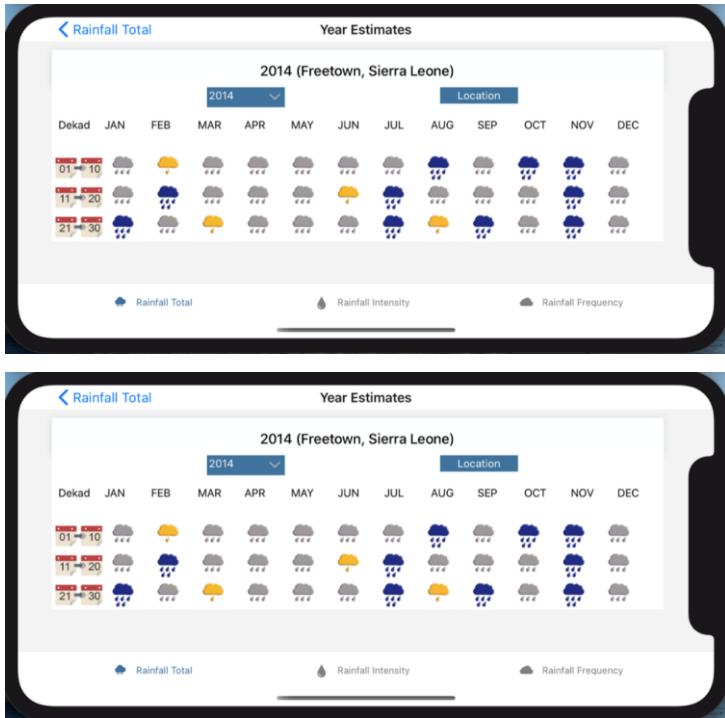 Rainfall Total
Year Estimates
2014 (Freetown, Sierra Leone)
2014
Location
Dekad JAN FEB MAR APR MAY JUN JUL AUG SEP OCT NOV DEC
01 10
11 20
21 30
Rainfall Total
Rainfall Intensity
Rainfall Frequency
Rainfall Total
Year Estimates
2014 (Freetown, Sierra Leone)
2014
Location
Dekad JAN FEB MAR APR MAY JUN JUL AUG SEP OCT NOV DEC
01 10
11 20
21 30
Rainfall Total
Rainfall Intensity
Rainfall Frequency